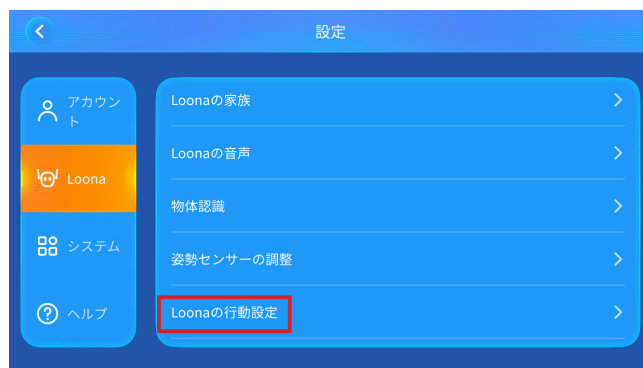 設定
アカウン
ト
Loona
システム
ヘルプ
Loonaの家族
Loonaの音声
物体認識
姿勢センサーの調整
Loonaの行動設定